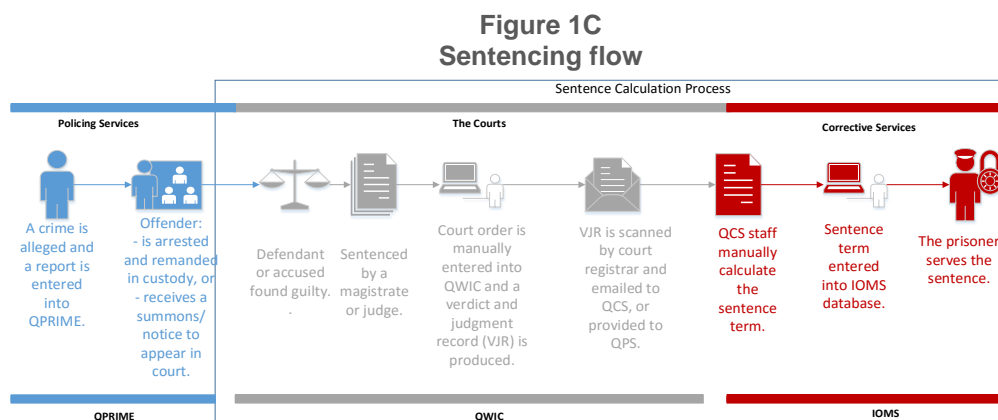 Figure 1C
Sentencing flow
Sentence Calculation Process
Policing Services
The Courts
Corrective Services
A crime is
alleged and
a report is
entered
into
QPRIME.
Offender:
- is arrested
and remanded
in custody, or
- receives a
summons/
notice to
appear in
court.
Defendant
or accused
found guilty.
.
Sentenced
by a
magistrate
or judge.
Court order is
manually
entered into
QWIC and a
verdict and
judgment
record (VJR) is
produced.
VJR is scanned
by court
registrar and
emailed to
QCS, or
provided to
QPS.
QCS staff
manually
calculate
the
sentence
term.
Sentence
term
entered
into IOMS
database.
The prisoner
serves the
sentence.
QPRIME
QWIC
IOMS